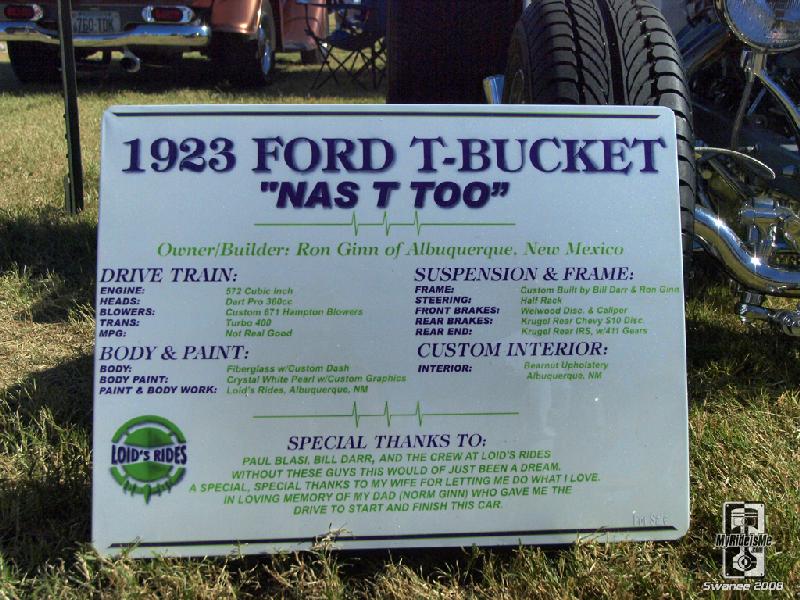 760-TDK
1923 FORD T-BUCKET
"NAS T TOO"
Owner/Builder: Ron Ginn of Albuquerque, New Mexico
DRIVE TRAIN:
ENGINE: 572 Cubic inch
HEADS: Dart Pro 360cc
BLOWERS: Custom 671 Hampton Blowers
TRANS: Turbo 400
MPG: Not Real Good
SUSPENSION & FRAME:
FRAME: Custom Built by Bill Darr & Ron Ginn
STEERING: Half Rack
FRONT BRAKES: Welwood Disc. & Caliper
REAR BRAKES: Krugel Rear Chevy S10 Disc.
REAR END: Krugel Rear IRS, w/411 Gears
BODY & PAINT:
BODY: Fiberglass w/Custom Dash
BODY PAINT: Crystal White Pearl w/Custom Graphics
PAINT & BODY WORK: Loid's Rides, Albuquerque, NM
CUSTOM INTERIOR:
INTERIOR: Bearnut Upholtery
Albuquerque, NM
LOID'S RIDES
SPECIAL THANKS TO:
PAUL BLASI, BILL DARR, AND THE CREW AT LOID'S RIDES
WITHOUT THESE GUYS THIS WOULD OF JUST BEEN A DREAM.
A SPECIAL, SPECIAL THANKS TO MY WIFE FOR LETTING ME DO WHAT I LOVE.
IN LOVING MEMORY OF MY DAD (NORM GINN) WHO GAVE ME THE
DRIVE TO START AND FINISH THIS CAR.
MyRideisMe
.com
Swanee 2008